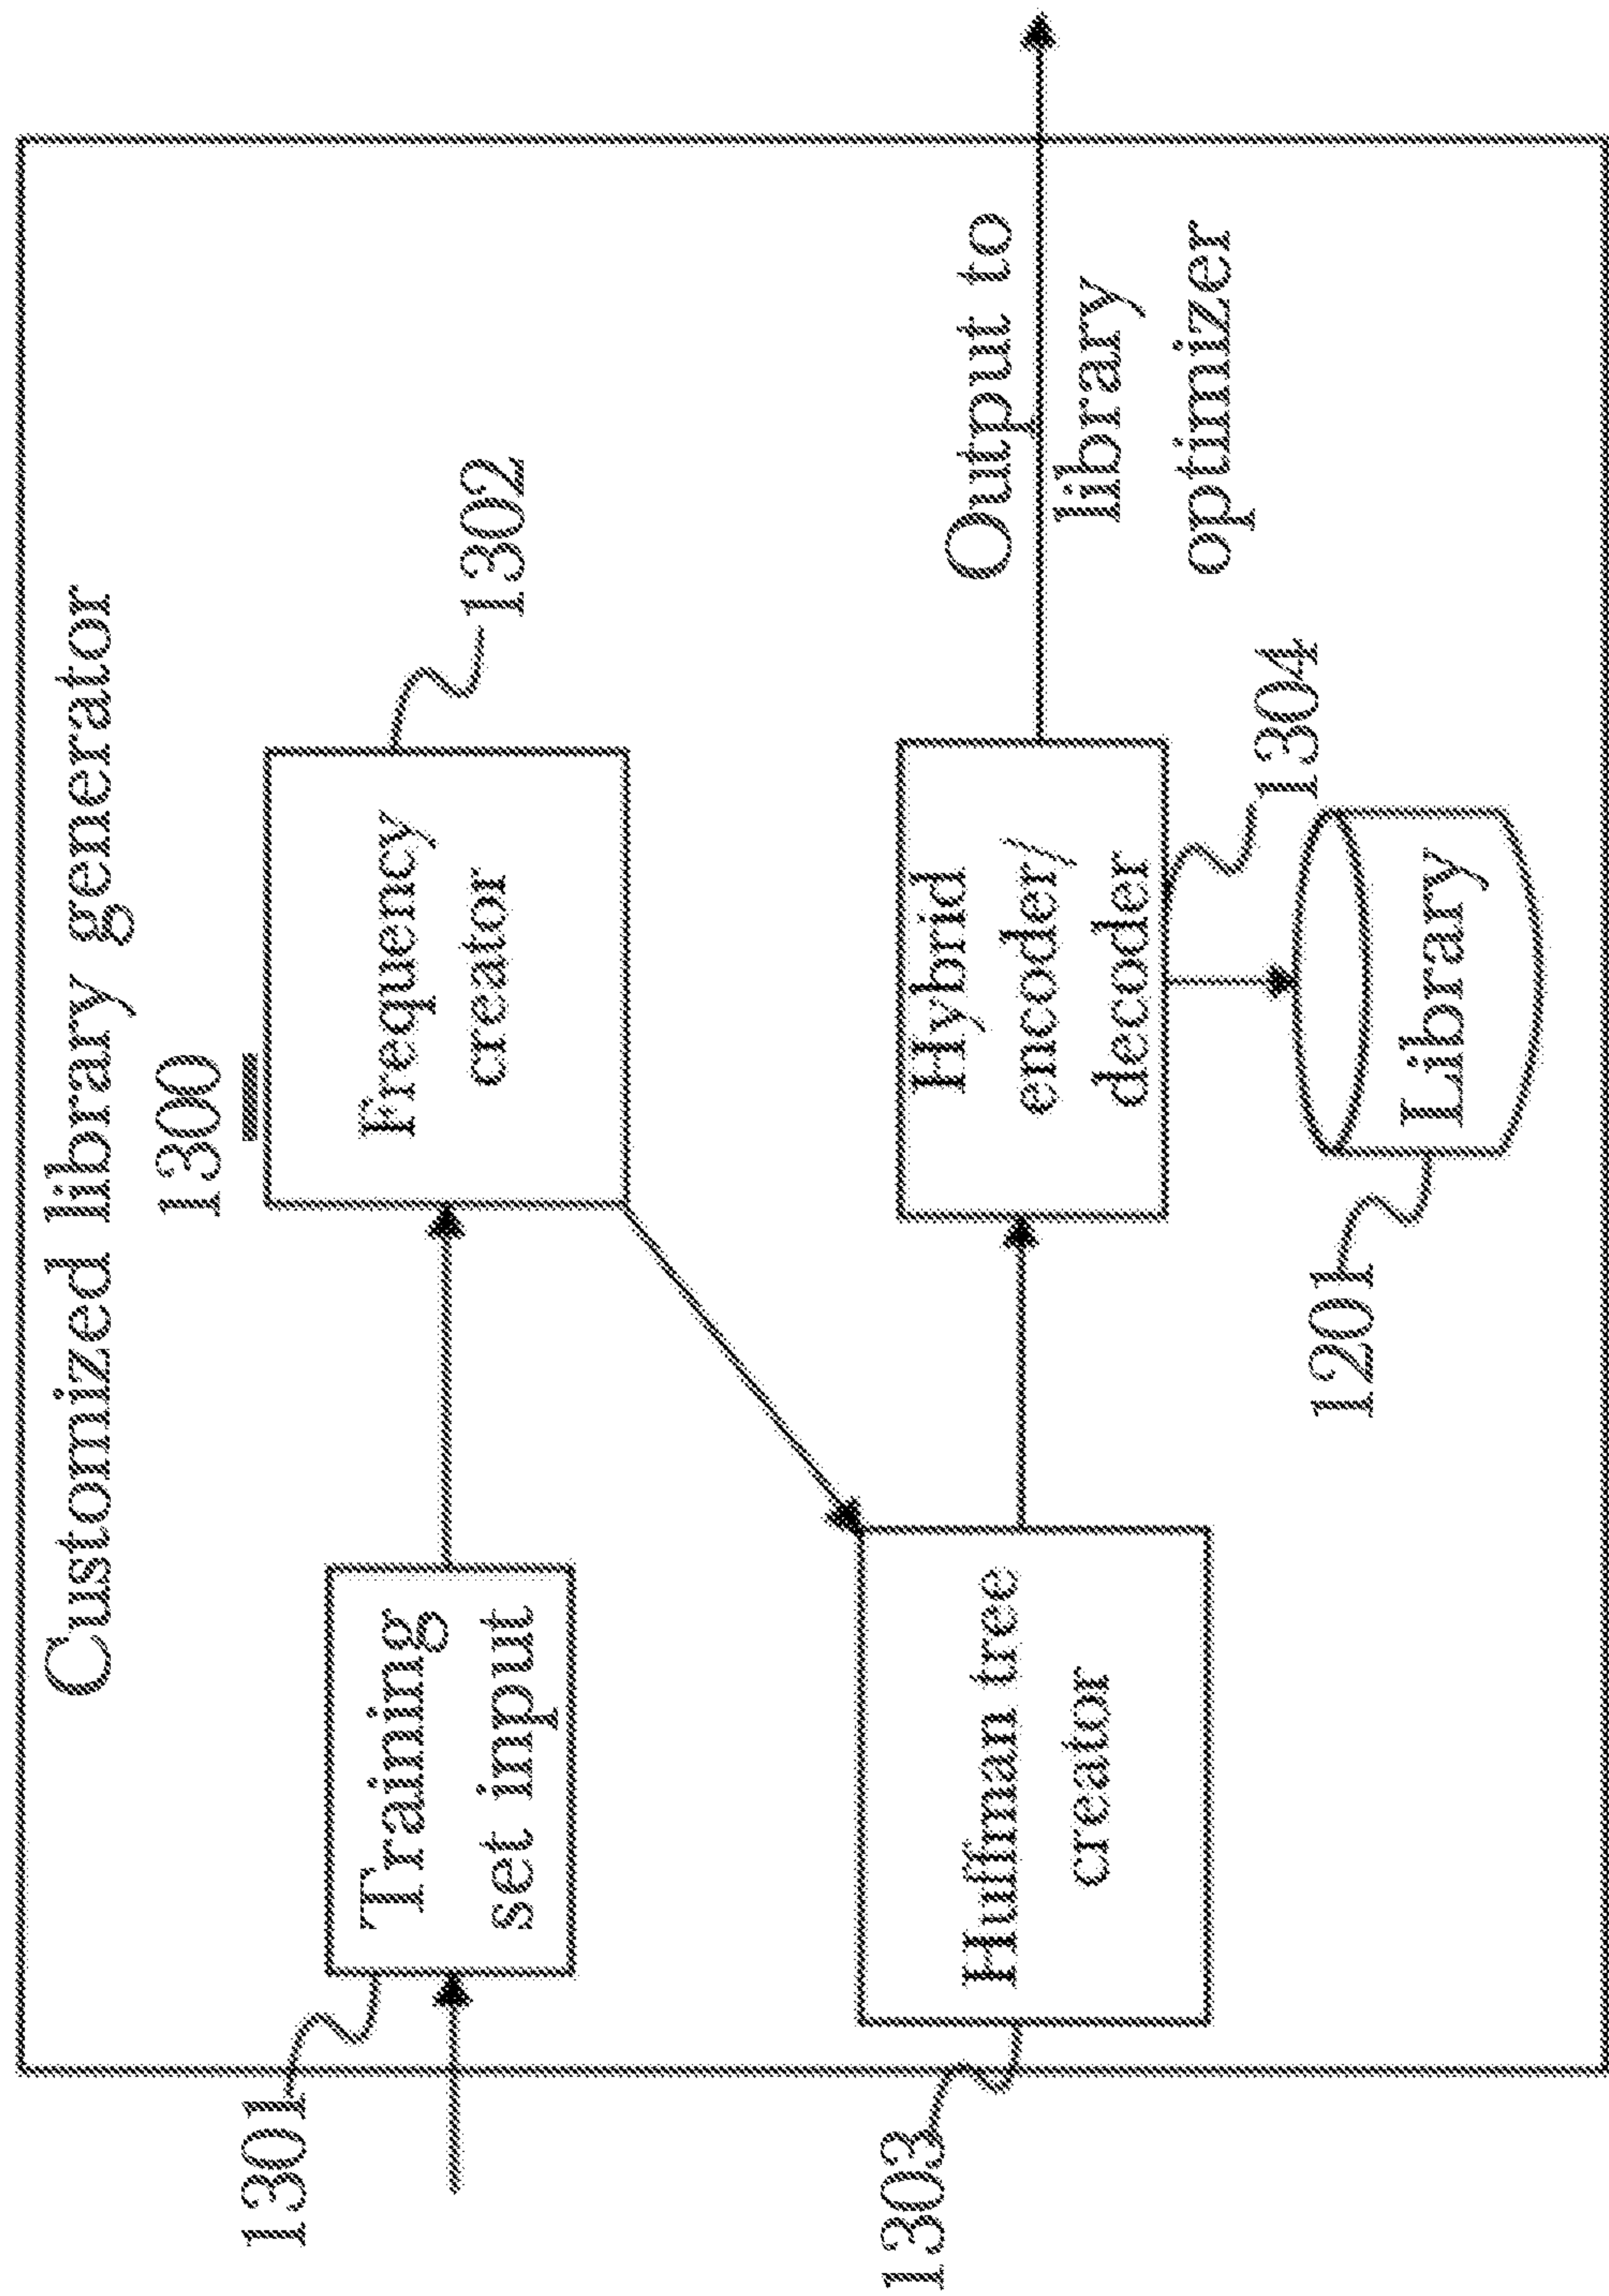 Customized library generator
1300
1301
Training
set input
Frequency
creator
1302
1303
Huffman tree
creator
Hybrid
encoder/
decoder
1304
Output to
library
optimizer
1201
Library